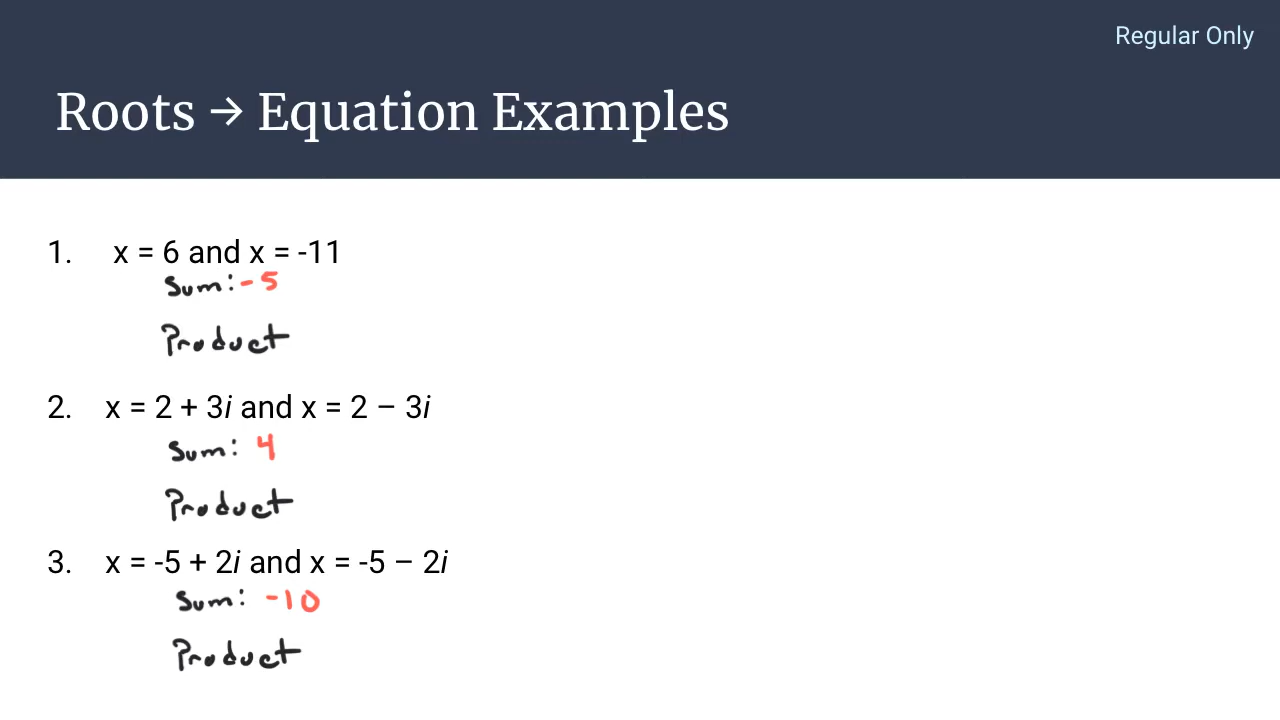 Regular Only
Roots → Equation Examples
1. x = 6 and x = -11
Sum: -5
Product
2. x = 2 + 3i and x = 2 – 3i
Sum: 4
Product
3. x = -5 + 2i and x = -5 – 2i
Sum: -10
Product